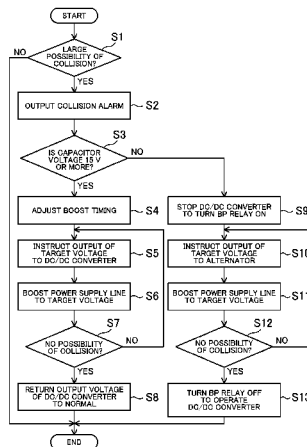 START
S1
LARGE
POSSIBILITY OF
COLLISION?
NO
YES
OUTPUT COLLISION ALARM
S2
S3
IS CAPACITOR
VOLTAGE 15 V
OR MORE?
NO
YES
ADJUST BOOST TIMING
S4
INSTRUCT OUTPUT OF
TARGET VOLTAGE
TO DC/DC CONVERTER
S5
BOOST POWER SUPPLY LINE
TO TARGET VOLTAGE
S6
S7
NO POSSIBILITY
OF COLLISION?
NO
YES
RETURN OUTPUT VOLTAGE
OF DC/DC CONVERTER
TO NORMAL
S8
STOP DC/DC CONVERTER
TO TURN BP RELAY ON
S9
INSTRUCT OUTPUT OF
TARGET VOLTAGE
TO ALTERNATOR
S10
BOOST POWER SUPPLY LINE
TO TARGET VOLTAGE
S11
S12
NO POSSIBILITY
OF COLLISION?
NO
YES
TURN BP RELAY OFF
TO OPERATE
DC/DC CONVERTER
S13
END